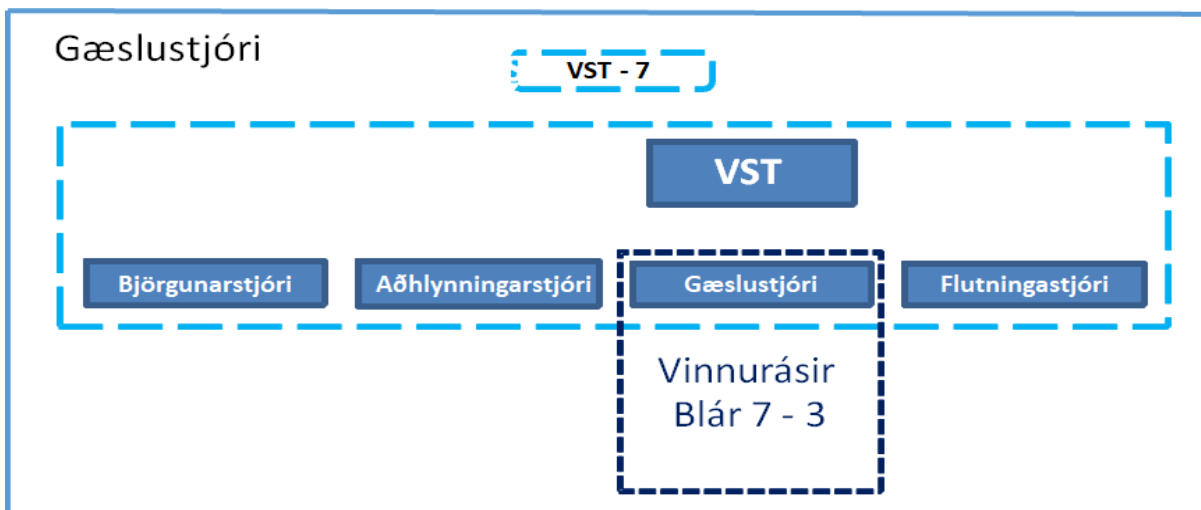 Gæslustjóri
VST - 7
VST
Björgunarstjóri
Aðhlynningarstjóri
Gæslustjóri
Flutningastjóri
Vinnurásir
Blár 7 - 3